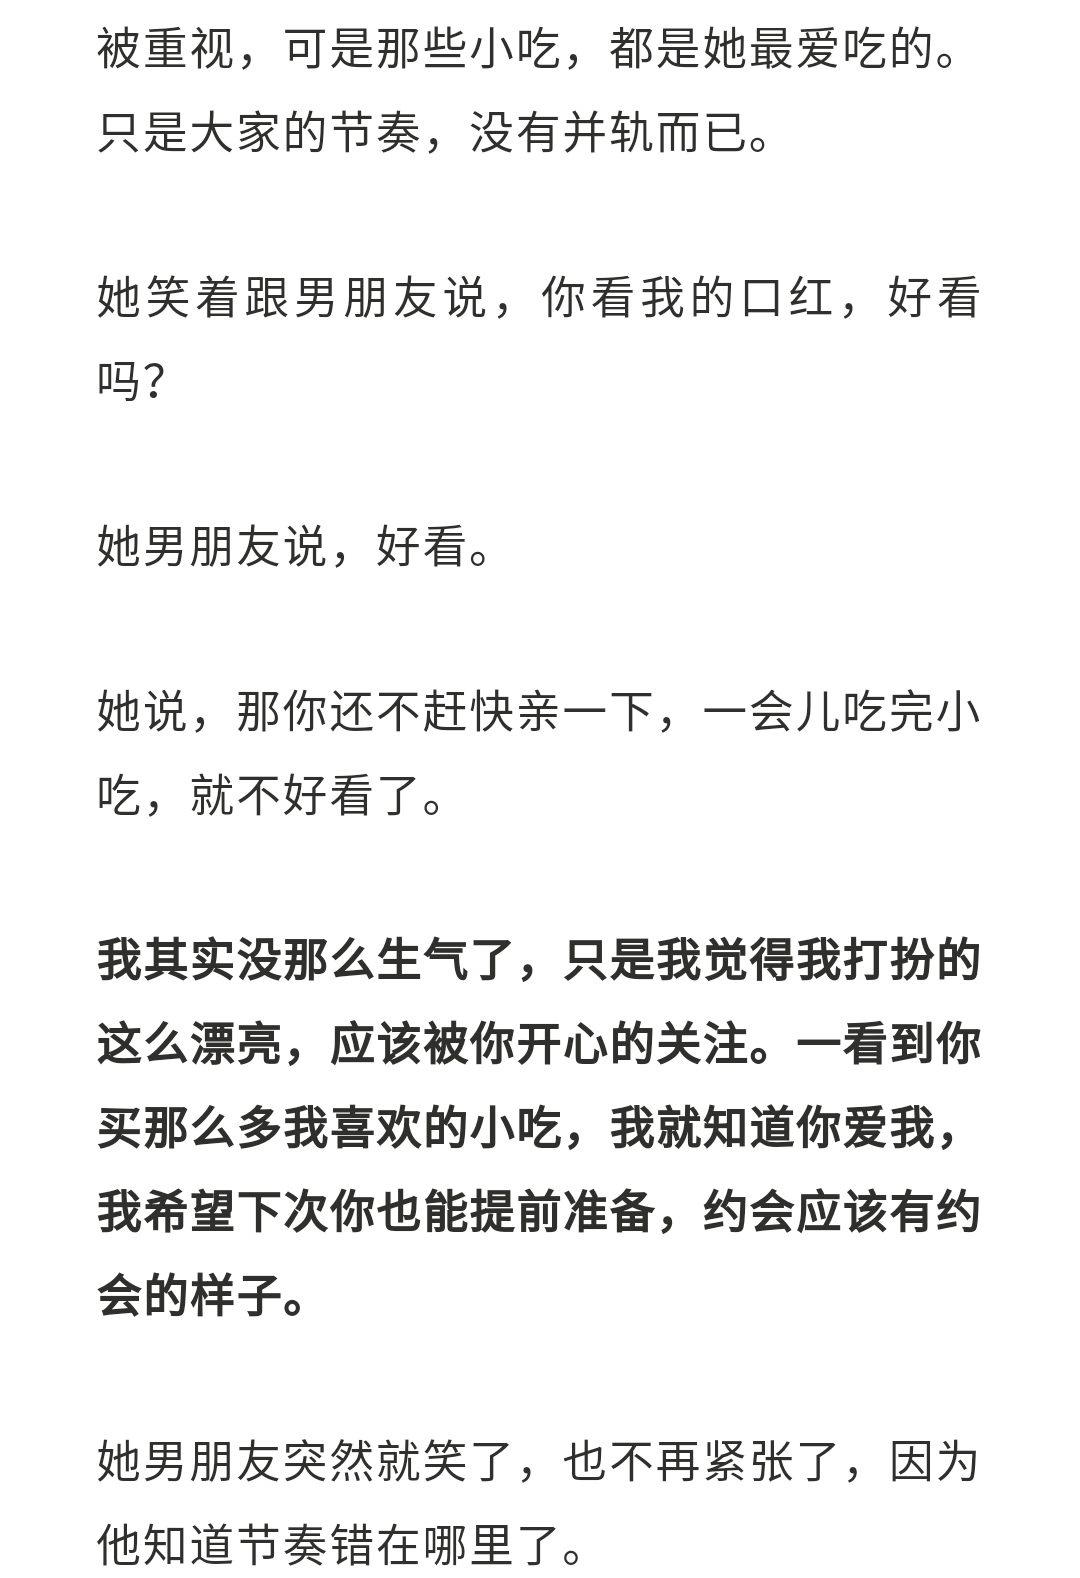 被重视，可是那些小吃，都是她最爱吃的。
只是大家的节奏，没有并轨而已。
她笑着跟男朋友说，你看我的口红，好看
吗？
她男朋友说，好看。
她说，那你还不赶快亲一下，一会儿吃完小
吃，就不好看了。
我其实没那么生气了，只是我觉得我打扮的
这么漂亮，应该被你开心的关注。一看到你
买那么多我喜欢的小吃，我就知道你爱我，
我希望下次你也能提前准备，约会应该有约
会的样子。
她男朋友突然就笑了，也不再紧张了，因为
他知道节奏错在哪里了。